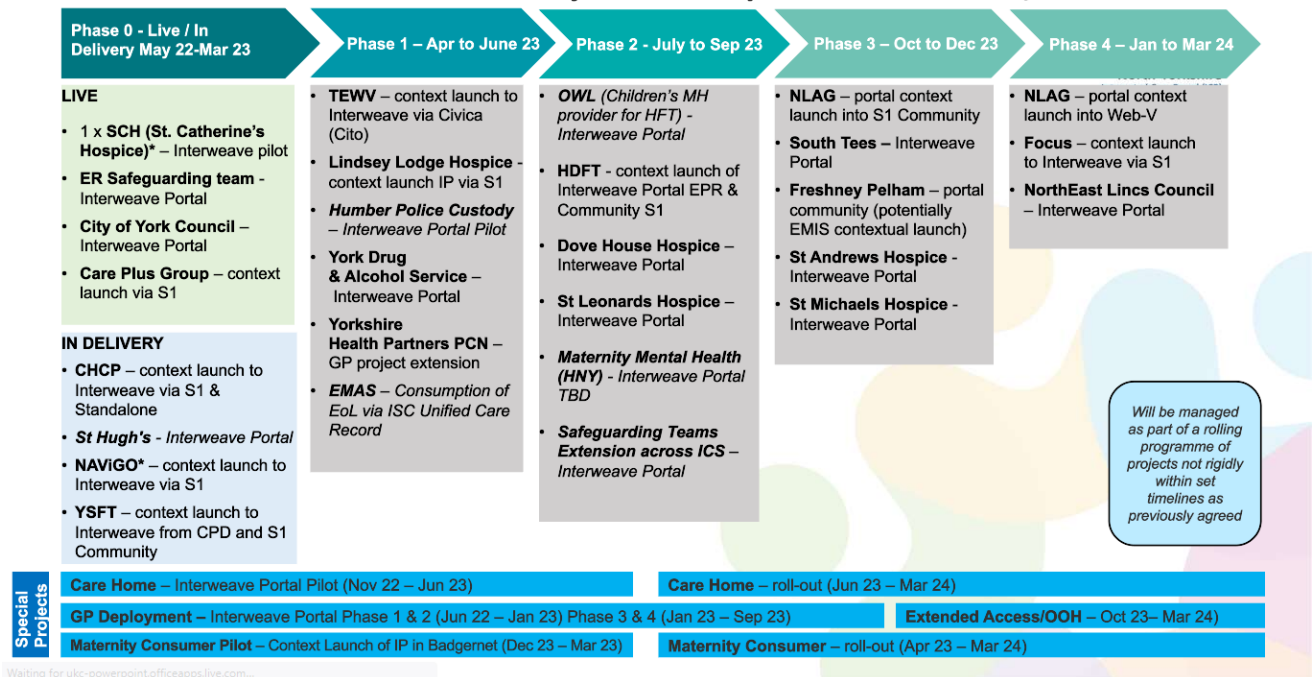 Phase 0 - Live / In
Delivery May 22-Mar 23
Phase 1 – Apr to June 23
Phase 2 - July to Sep 23
Phase 3 – Oct to Dec 23
Phase 4 – Jan to Mar 24
LIVE
• 1 x SCH (St. Catherine’s
Hospice)* – Interweave pilot
• ER Safeguarding team -
Interweave Portal
• City of York Council –
Interweave Portal
• Care Plus Group – context
launch via S1
IN DELIVERY
• CHCP – context launch to
Interweave via S1 &
Standalone
• St Hugh's - Interweave Portal
• NAViGO* – context launch to
Interweave via S1
• YSFT – context launch to
Interweave from CPD and S1
Community
• TEWV – context launch to
Interweave via Civica
(Cito)
• Lindsey Lodge Hospice -
context launch IP via S1
• Humber Police Custody
– Interweave Portal Pilot
• York Drug
& Alcohol Service –
Interweave Portal
• Yorkshire
Health Partners PCN –
GP project extension
• EMAS – Consumption of
EoL via ISC Unified Care
Record
• OWL (Children’s MH
provider for HFT) -
Interweave Portal
• HDFT - context launch of
Interweave Portal EPR &
Community S1
• Dove House Hospice –
Interweave Portal
• St Leonards Hospice –
Interweave Portal
• Maternity Mental Health
(HNY) - Interweave Portal
TBD
• Safeguarding Teams
Extension across ICS –
Interweave Portal
• NLAG – portal context
launch into S1 Community
• South Tees – Interweave
Portal
• Freshney Pelham – portal
community (potentially
EMIS contextual launch)
• St Andrews Hospice -
Interweave Portal
• St Michaels Hospice -
Interweave Portal
• NLAG – portal context
launch into Web-V
• Focus – context launch
to Interweave via S1
• NorthEast Lincs Council
– Interweave Portal
Will be managed
as part of a rolling
programme of
projects not rigidly
within set
timelines as
previously agreed
Special
Projects
Care Home – Interweave Portal Pilot (Nov 22 – Jun 23)
Care Home – roll-out (Jun 23 – Mar 24)
GP Deployment – Interweave Portal Phase 1 & 2 (Jun 22 – Jan 23) Phase 3 & 4 (Jan 23 – Sep 23)
Extended Access/OOH – Oct 23– Mar 24)
Maternity Consumer Pilot – Context Launch of IP in Badgernet (Dec 23 – Mar 23)
Maternity Consumer – roll-out (Apr 23 – Mar 24)
Waiting for ukc-powerpoint.officeapps.live.com...